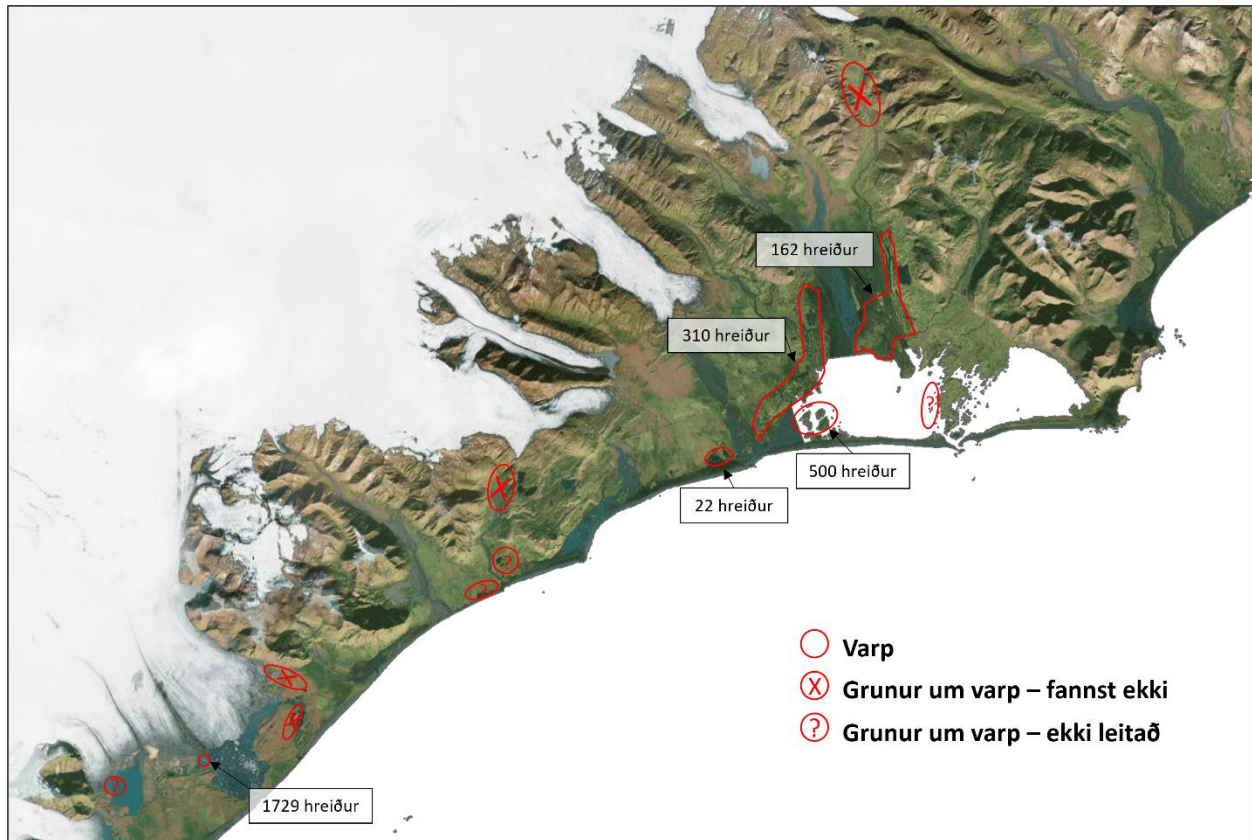 X
162 hreiður
310 hreiður
?
500 hreiður
22 hreiður
X
?
?
X
X
?
1729 hreiður
Varp
X Grunur um varp – fannst ekki
? Grunur um varp – ekki leitað